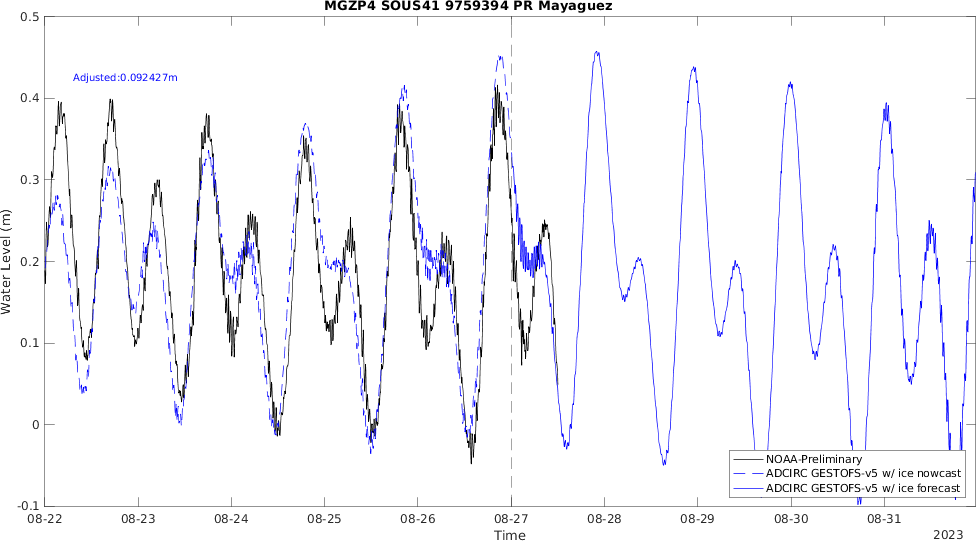 MGZP4 SOUS41 9759394 PR Mayaguez
Adjusted:0.092427m
Water Level (m)
0.5
0.4
0.3
0.2
0.1
0
-0.1
08-22
08-23
08-24
08-25
08-26
08-27
08-28
08-29
08-30
08-31
Time
2023
NOAA-Preliminary
ADCIRC GESTOFS-v5 w/ ice nowcast
ADCIRC GESTOFS-v5 w/ ice forecast